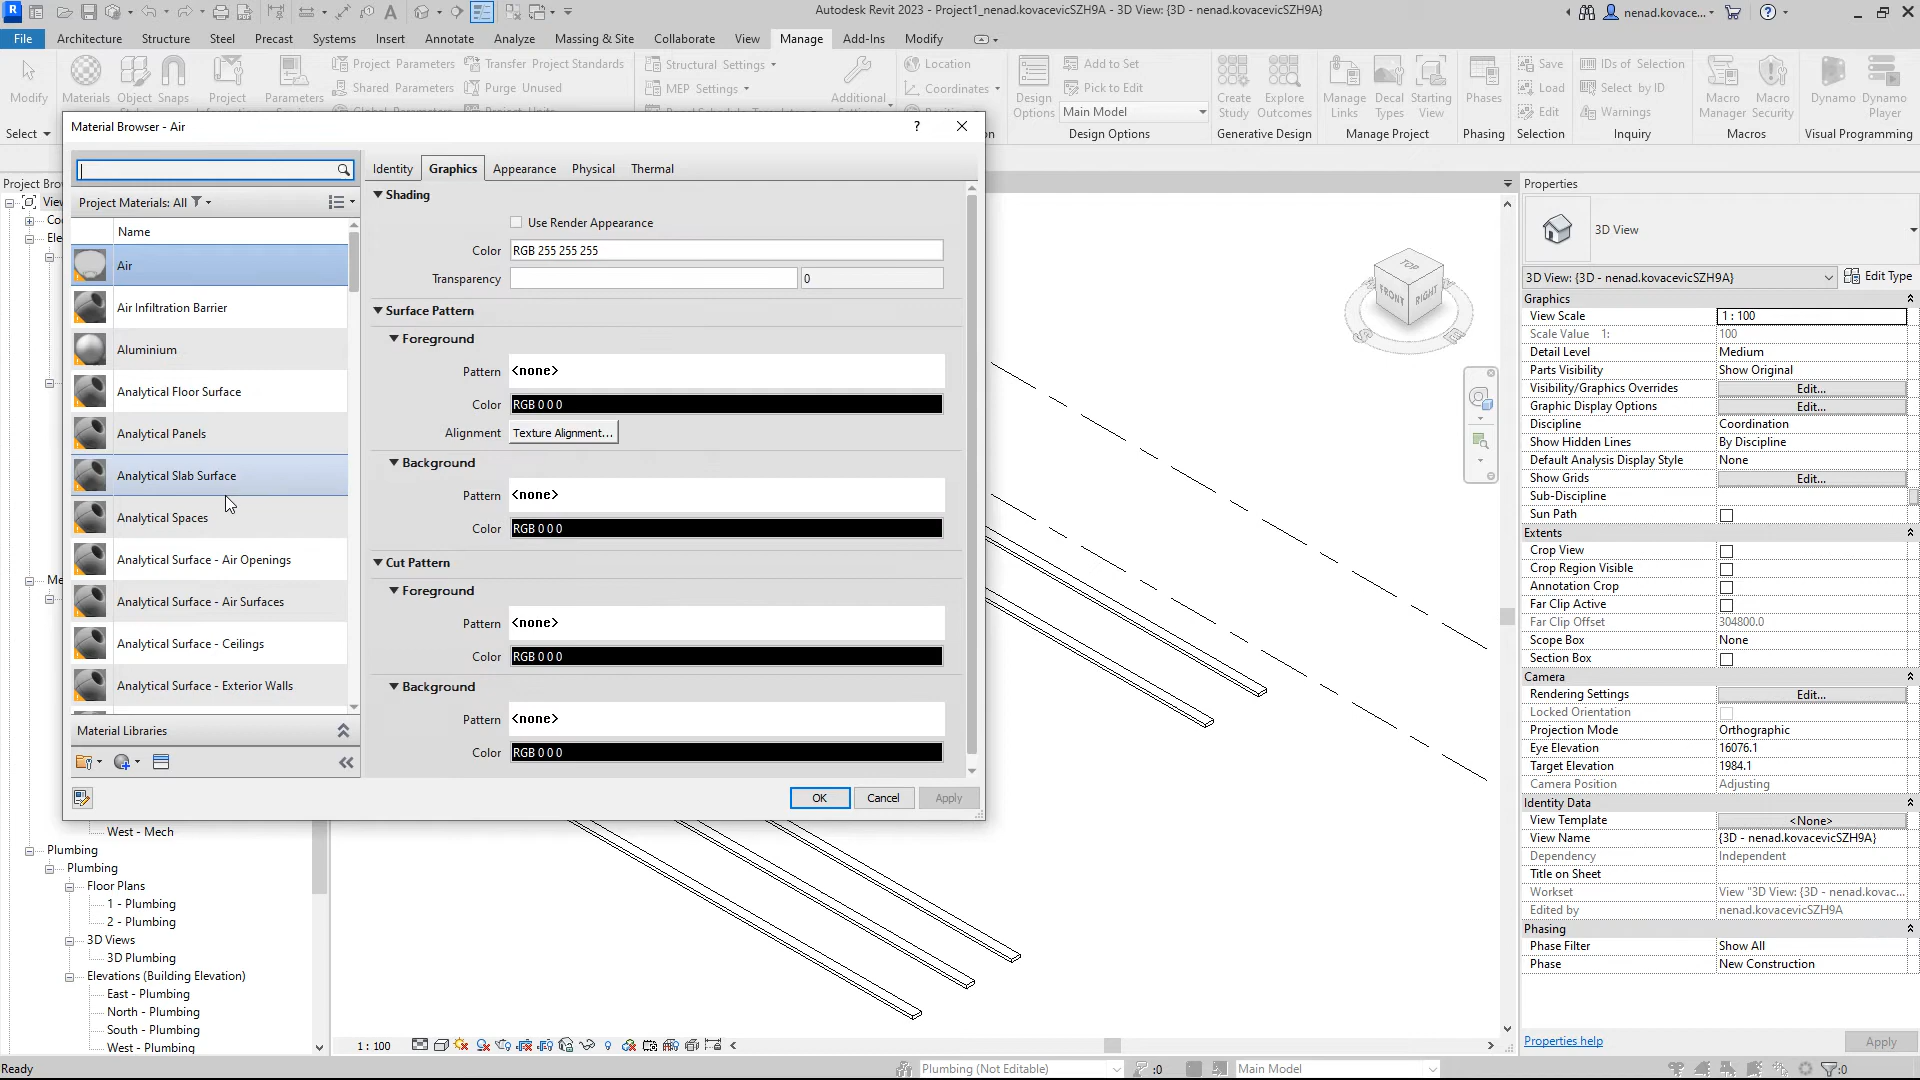 Autodesk Revit 2023 - Project1_nenad.kovacevicSZH9A - 3D View: {3D - nenad.kovacevicSZH9A}
nenad.kovace...
File Architecture Structure Steel Precast Systems Insert Annotate Analyze Massing & Site Collaborate View Manage Add-Ins Modify
Modify
Select
Materials
Object
Snaps
Project
Parameters
Project Parameters
Shared Parameters
Transfer Project Standards
Purge Unused
Structural Settings
MEP Settings
Additional
Location
Coordinates
Design
Options
Add to Set
Pick to Edit
Main Model
Design Options
Create
Study
Explore
Outcomes
Generative Design
Manage
Links
Decal
Types
Starting
View
Manage Project
Phases
Phasing
Save
Load
Edit
Selection
IDs of Selection
Select by ID
Warnings
Inquiry
Macro
Manager
Macro
Security
Macros
Dynamo
Dynamo
Player
Visual Programming
Material Browser - Air
Project Materials: All
Name
Air
Air Infiltration Barrier
Aluminium
Analytical Floor Surface
Analytical Panels
Analytical Slab Surface
Analytical Spaces
Analytical Surface - Air Openings
Analytical Surface - Air Surfaces
Analytical Surface - Ceilings
Analytical Surface - Exterior Walls
Material Libraries
Identity Graphics Appearance Physical Thermal
Shading
Use Render Appearance
Color RGB 255 255 255
Transparency 0
Surface Pattern
Foreground
Pattern <none>
Color RGB 0 0 0
Alignment Texture Alignment...
Background
Pattern <none>
Color RGB 0 0 0
Cut Pattern
Foreground
Pattern <none>
Color RGB 0 0 0
Background
Pattern <none>
Color RGB 0 0 0
OK Cancel Apply
Project Bro
View
Co
Ele
Me
West - Mech
Plumbing
Plumbing
Floor Plans
1 - Plumbing
2 - Plumbing
3D Views
3D Plumbing
Elevations (Building Elevation)
East - Plumbing
North - Plumbing
South - Plumbing
West - Plumbing
TOP
FRONT
RIGHT
S
E
Properties
3D View
3D View: {3D - nenad.kovacevicSZH9A} Edit Type
Graphics
View Scale 1 : 100
Scale Value 1: 100
Detail Level Medium
Parts Visibility Show Original
Visibility/Graphics Overrides Edit...
Graphic Display Options Edit...
Discipline Coordination
Show Hidden Lines By Discipline
Default Analysis Display Style None
Show Grids Edit...
Sub-Discipline
Sun Path
Extents
Crop View
Crop Region Visible
Annotation Crop
Far Clip Active
Far Clip Offset 304800.0
Scope Box None
Section Box
Camera
Rendering Settings Edit...
Locked Orientation
Projection Mode Orthographic
Eye Elevation 16076.1
Target Elevation 1984.1
Camera Position Adjusting
Identity Data
View Template <None>
View Name {3D - nenad.kovacevicSZH9A}
Dependency Independent
Title on Sheet
Workset View "3D View: {3D - nenad.kovac...
Edited by nenad.kovacevicSZH9A
Phasing
Phase Filter Show All
Phase New Construction
Properties help Apply
1 : 100
Ready
Plumbing (Not Editable)
:0
Main Model
:0